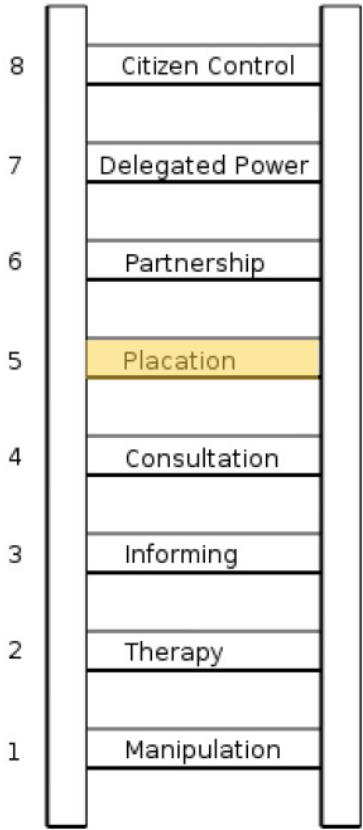 8 Citizen Control
7 Delegated Power
6 Partnership
5 Placation
4 Consultation
3 Informing
2 Therapy
1 Manipulation